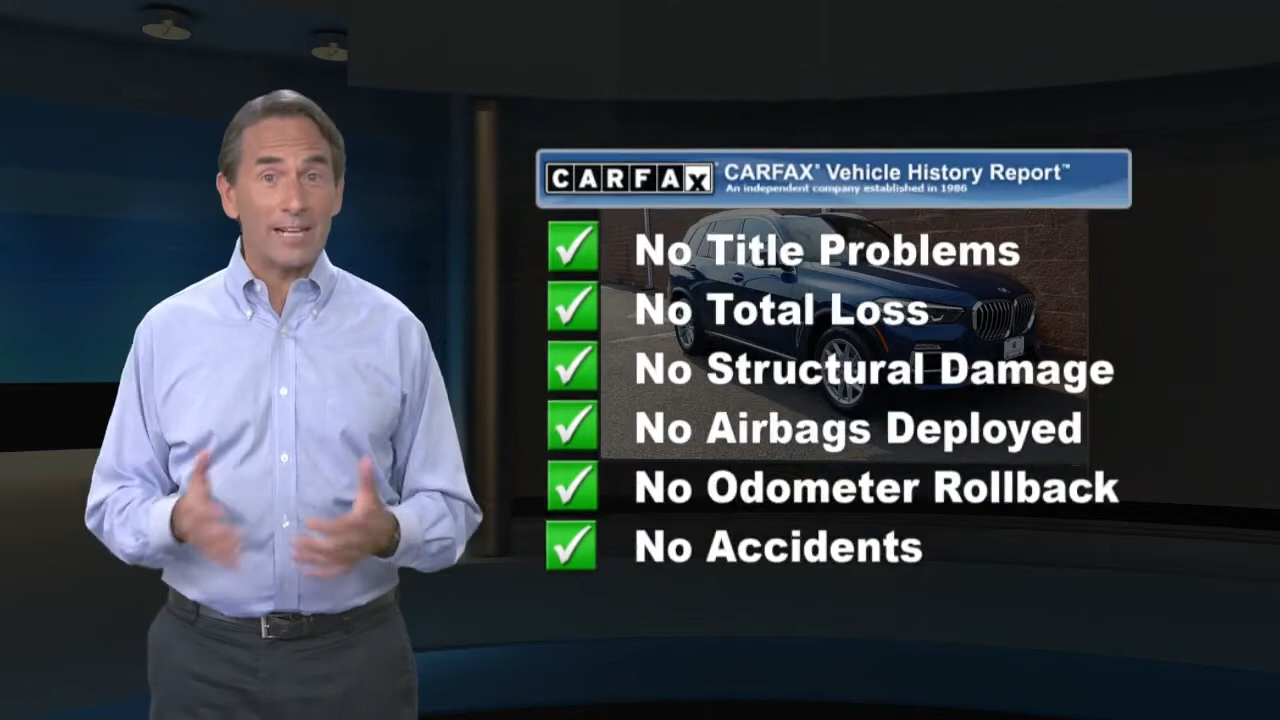 CARFAX CARFAX® Vehicle History Report™
An independent company established in 1986
No Title Problems
No Total Loss
No Structural Damage
No Airbags Deployed
No Odometer Rollback
No Accidents